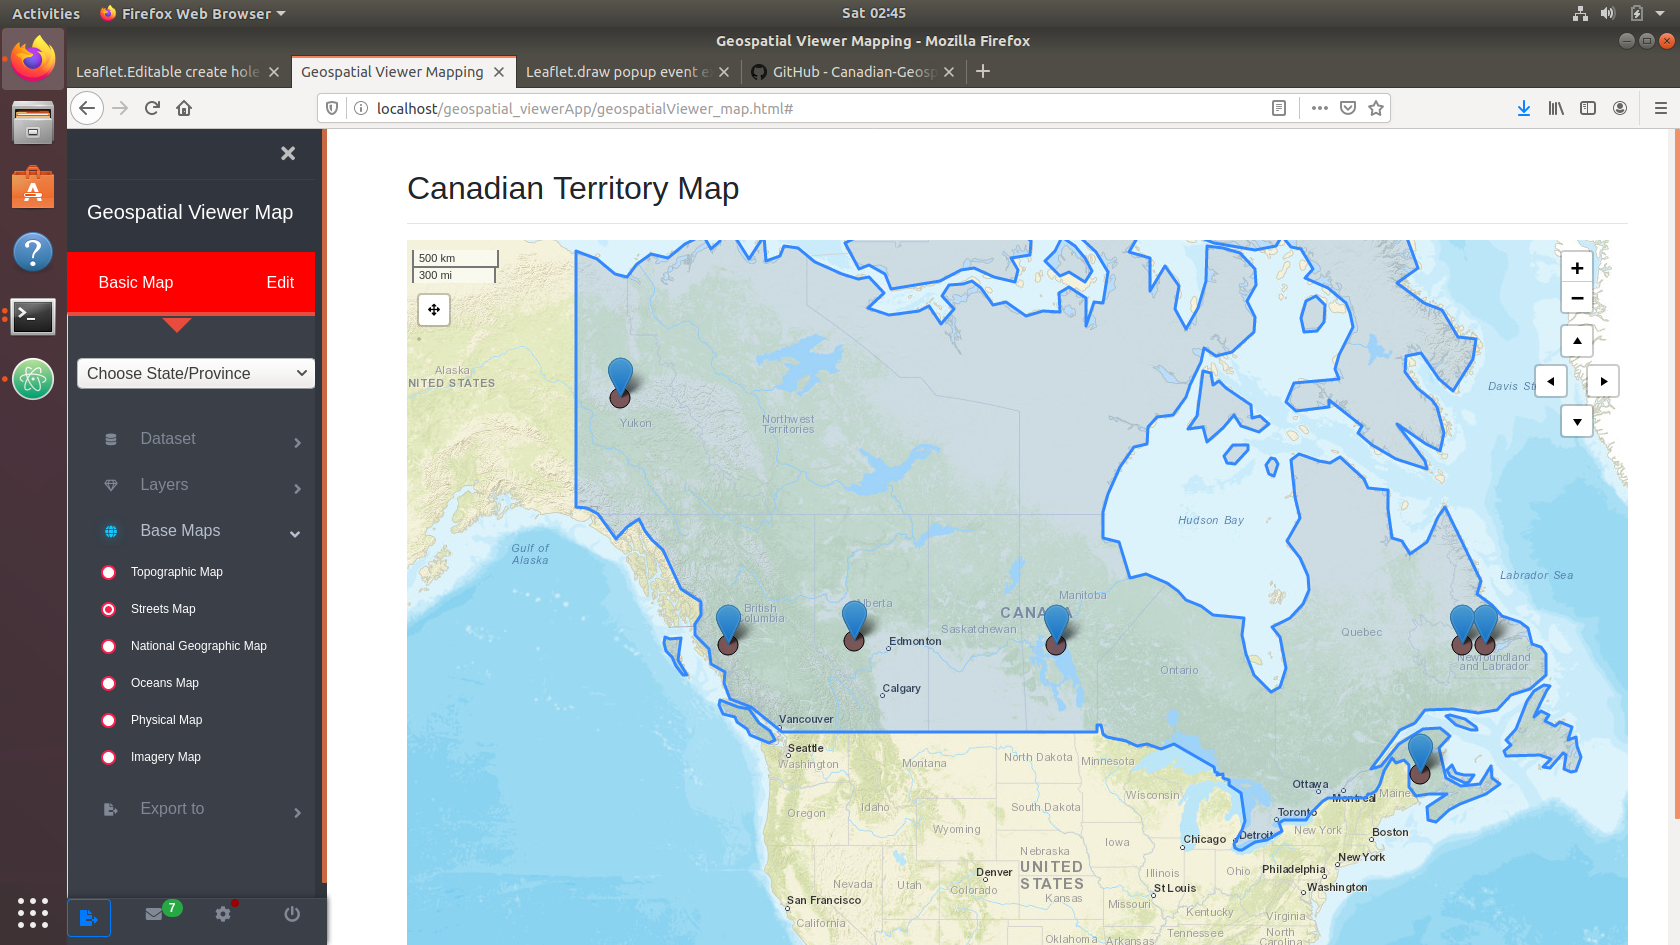 Activities
Firefox Web Browser
Sat 02:45
Geospatial Viewer Mapping - Mozilla Firefox
Leaflet.Editable create hole
Geospatial Viewer Mapping
Leaflet.draw popup event e
GitHub - Canadian-Geosp
localhost/geospatial_viewerApp/geospatialViewer_map.html#
Geospatial Viewer Map
Basic Map
Edit
Choose State/Province
Dataset
Layers
Base Maps
Topographic Map
Streets Map
National Geographic Map
Oceans Map
Physical Map
Imagery Map
Export to
7
Canadian Territory Map
500 km
300 mi
+
−
Alaska
NITED STATES
Yukon
Northwest
Territories
Davis St
Gulf of
Alaska
Hudson Bay
Labrador Sea
British
Columbia
lberta
CANADA
Manitoba
Saskatchewan
Edmonton
Quebec
Newfoundland
and Labrador
Ontario
Calgary
Vancouver
Seattle
Washington
Montana
North Dakota
Minnesota
Ottawa
Montreal
Maine
Oregon
Idaho
South Dakota
Wisconsin
Toronto
Wyoming
Iowa
Chicago
Detroit
New York
Boston
Nebraska
UNITED
STATES
Denver
Colorado
Kansas
Illinois
Ohio
Philadelphia
New York
Washington
Nevada
Utah
St Louis
Missouri
Kentucky
Virginia
San Francisco
California
Oklahoma
Arkansas
Tennessee
North
Carolina